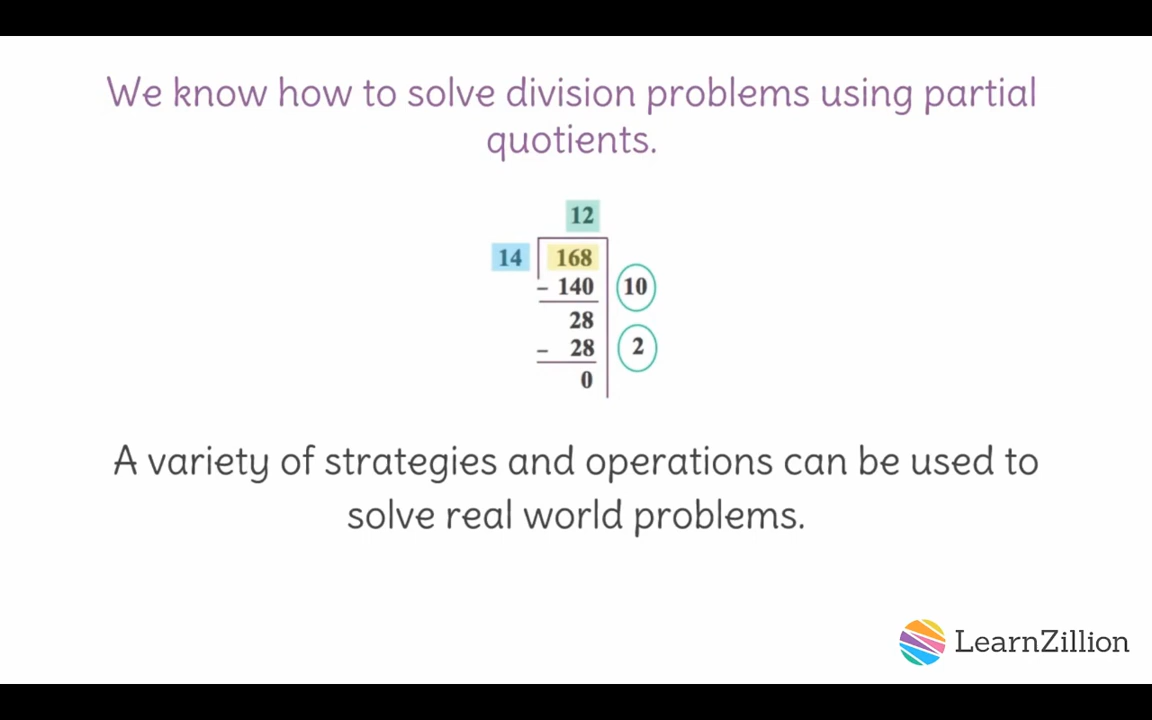 We know how to solve division problems using partial
quotients.
12
14 168
- 140 10
28
- 28 2
0
A variety of strategies and operations can be used to
solve real world problems.
LearnZillion